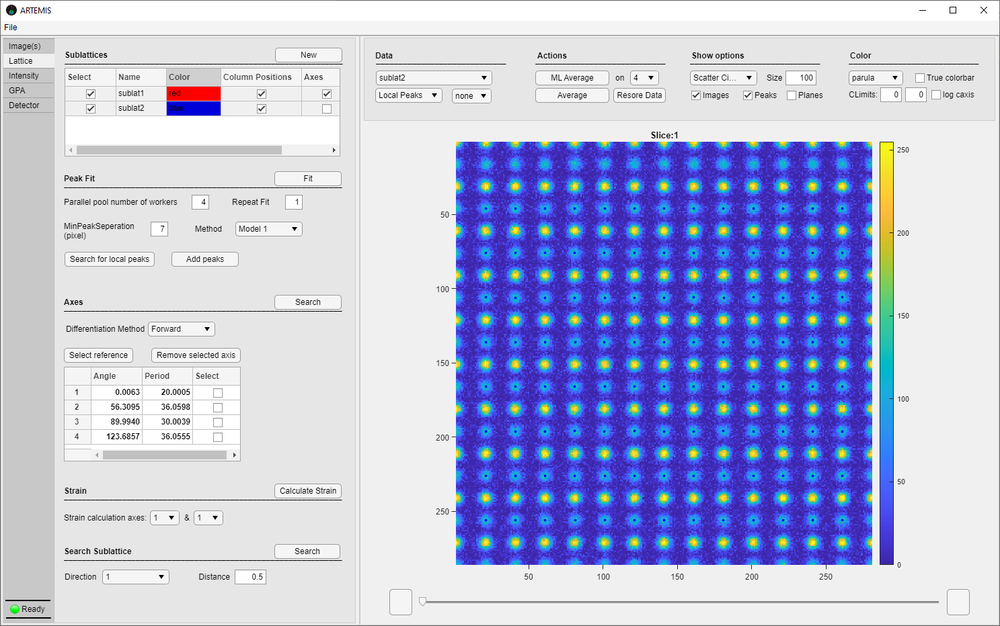 ARTEMIS
File
Image(s)
Lattice
Intensity
GPA
Detector
Ready
Sublattices
New
Select Name Color Column Positions Axes
sublat1 red
sublat2 blue
Peak Fit
Fit
Parallel pool number of workers 4 Repeat Fit 1
MinPeakSeperation
(pixel) 7 Method Model 1
Search for local peaks Add peaks
Axes
Search
Differentiation Method Forward
Select reference Remove selected axis
Angle Period Select
1 0.0063 20.0005
2 56.3095 36.0598
3 89.9940 30.0039
4 123.6857 36.0555
Strain
Calculate Strain
Strain calculation axes: 1 & 1
Search Sublattice
Search
Direction 1 Distance 0.5
Data
sublat2
Local Peaks none
Actions
ML Average on 4
Average Resore Data
Show options
Scatter Ci... Size 100
Images Peaks Planes
Color
parula True colorbar
CLimits: 0 0 log caxis
Slice:1
50
100
150
200
250
50 100 150 200 250
250
200
150
100
50
0